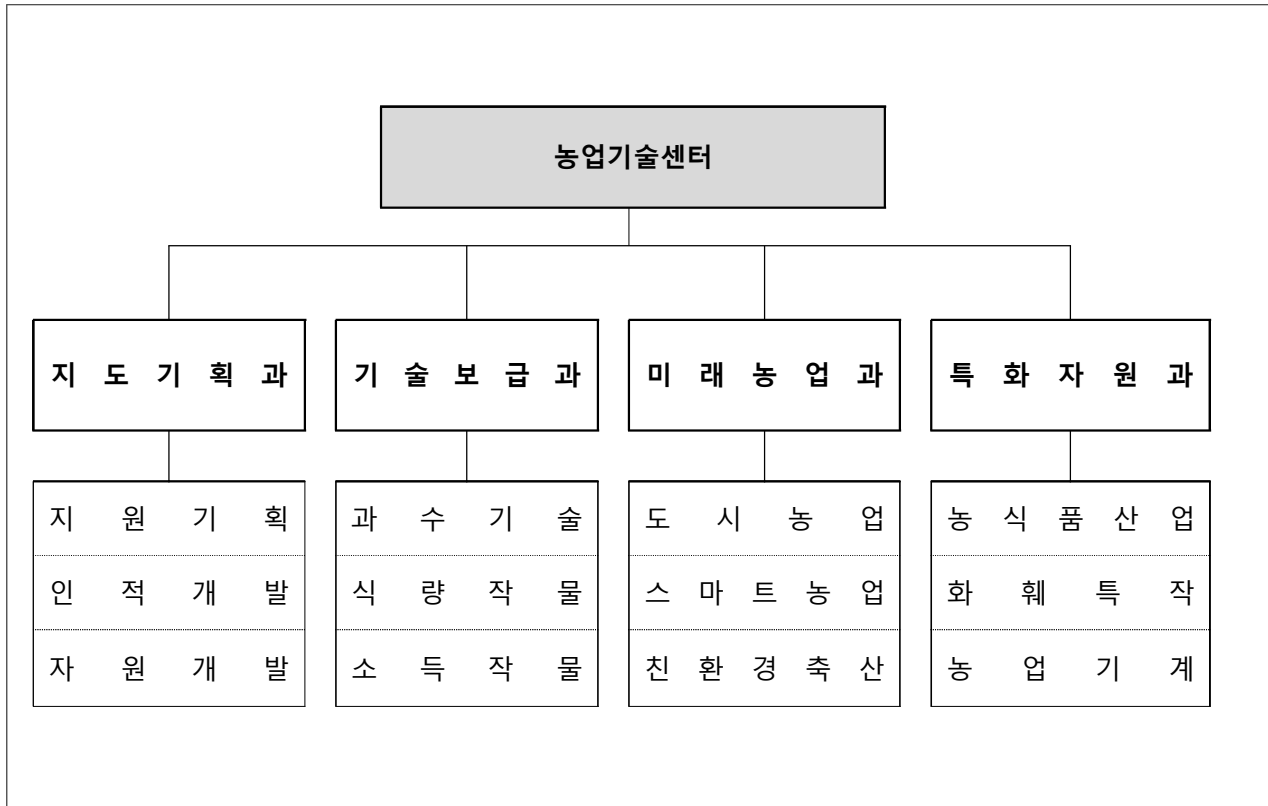 농업기술센터
지도기획과
기술보급과
미래농업과
특화자원과
지원기획
인적개발
자원개발
과수기술
식량작물
소득작물
도시농업
스마트농업
친환경축산
농식품산업
화훼특작
농업기계